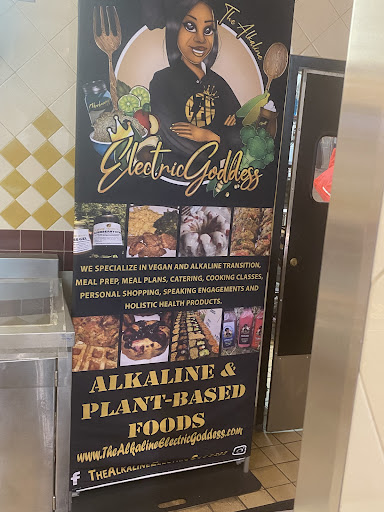 The Alkaline
ElectricGoddess
WE SPECIALIZE IN VEGAN AND ALKALINE TRANSITION,
MEAL PREP, MEAL PLANS, CATERING, COOKING CLASSES,
PERSONAL SHOPPING, SPEAKING ENGAGEMENTS AND
HOLISTIC HEALTH PRODUCTS.
ALKALINE &
PLANT-BASED
FOODS
www.TheAlkalineElectricGoddess.com